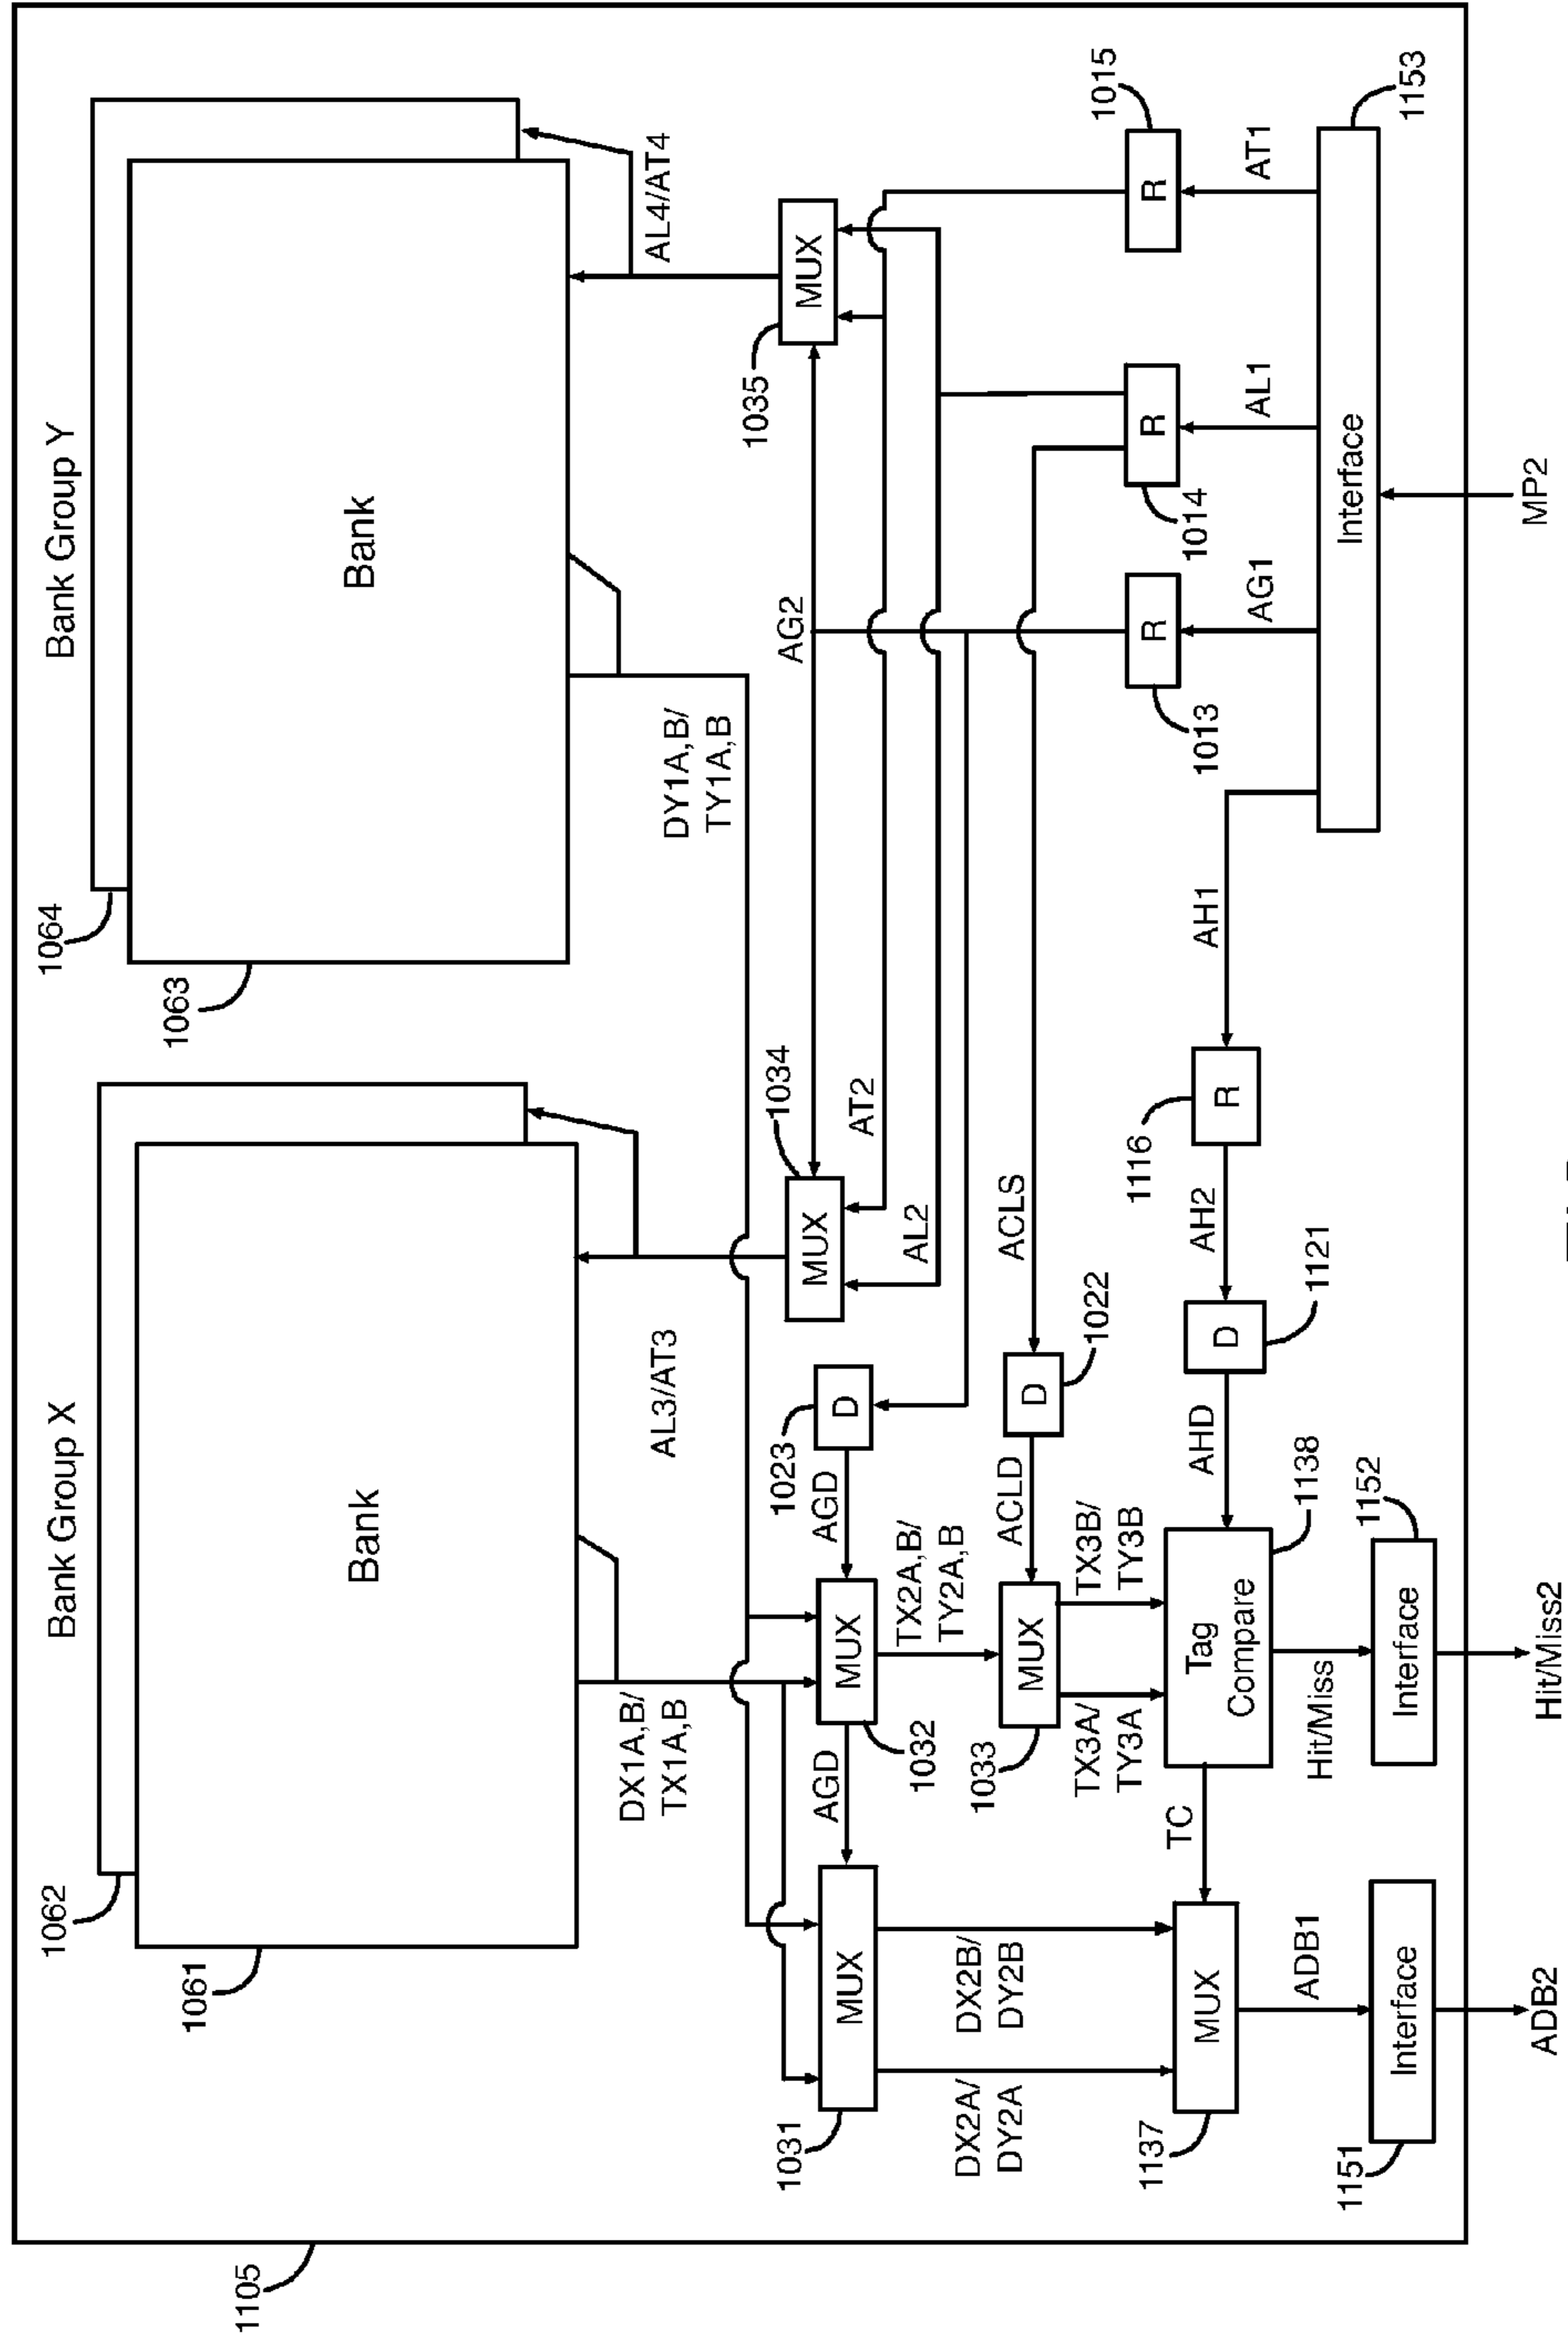 1105
1062
1061
Bank Group X
Bank
1064
1063
Bank Group Y
Bank
DX1A,B/
TX1A,B
AL3/AT3
DY1A,B/
TY1A,B
AL4/AT4
1031
MUX
AGD
1032
MUX
AGD
1023
D
MUX
1034
AG2
1035
MUX
AT2
AL2
TX2A,B/
TY2A,B
DX2A/
DY2A
DX2B/
DY2B
1033
MUX
ACLD
D
1022
ACLS
TX3A/
TY3A
TX3B/
TY3B
1013
R
1014
R
1015
R
AG1
AL1
AT1
1137
MUX
TC
Tag
Compare
1138
AHD
D
1121
AH2
1116
R
AH1
ADB1
Hit/Miss
1151
Interface
Interface
1152
Interface
1153
ADB2
Hit/Miss2
MP2